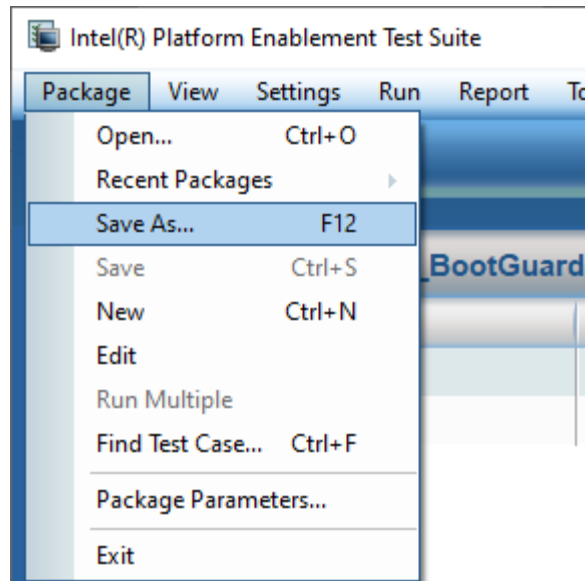 Intel(R) Platform Enablement Test Suite
Package View Settings Run Report
Open... Ctrl+O
Recent Packages
Save As... F12
Save Ctrl+S
_BootGuard
New Ctrl+N
Edit
Run Multiple
Find Test Case... Ctrl+F
Package Parameters...
Exit